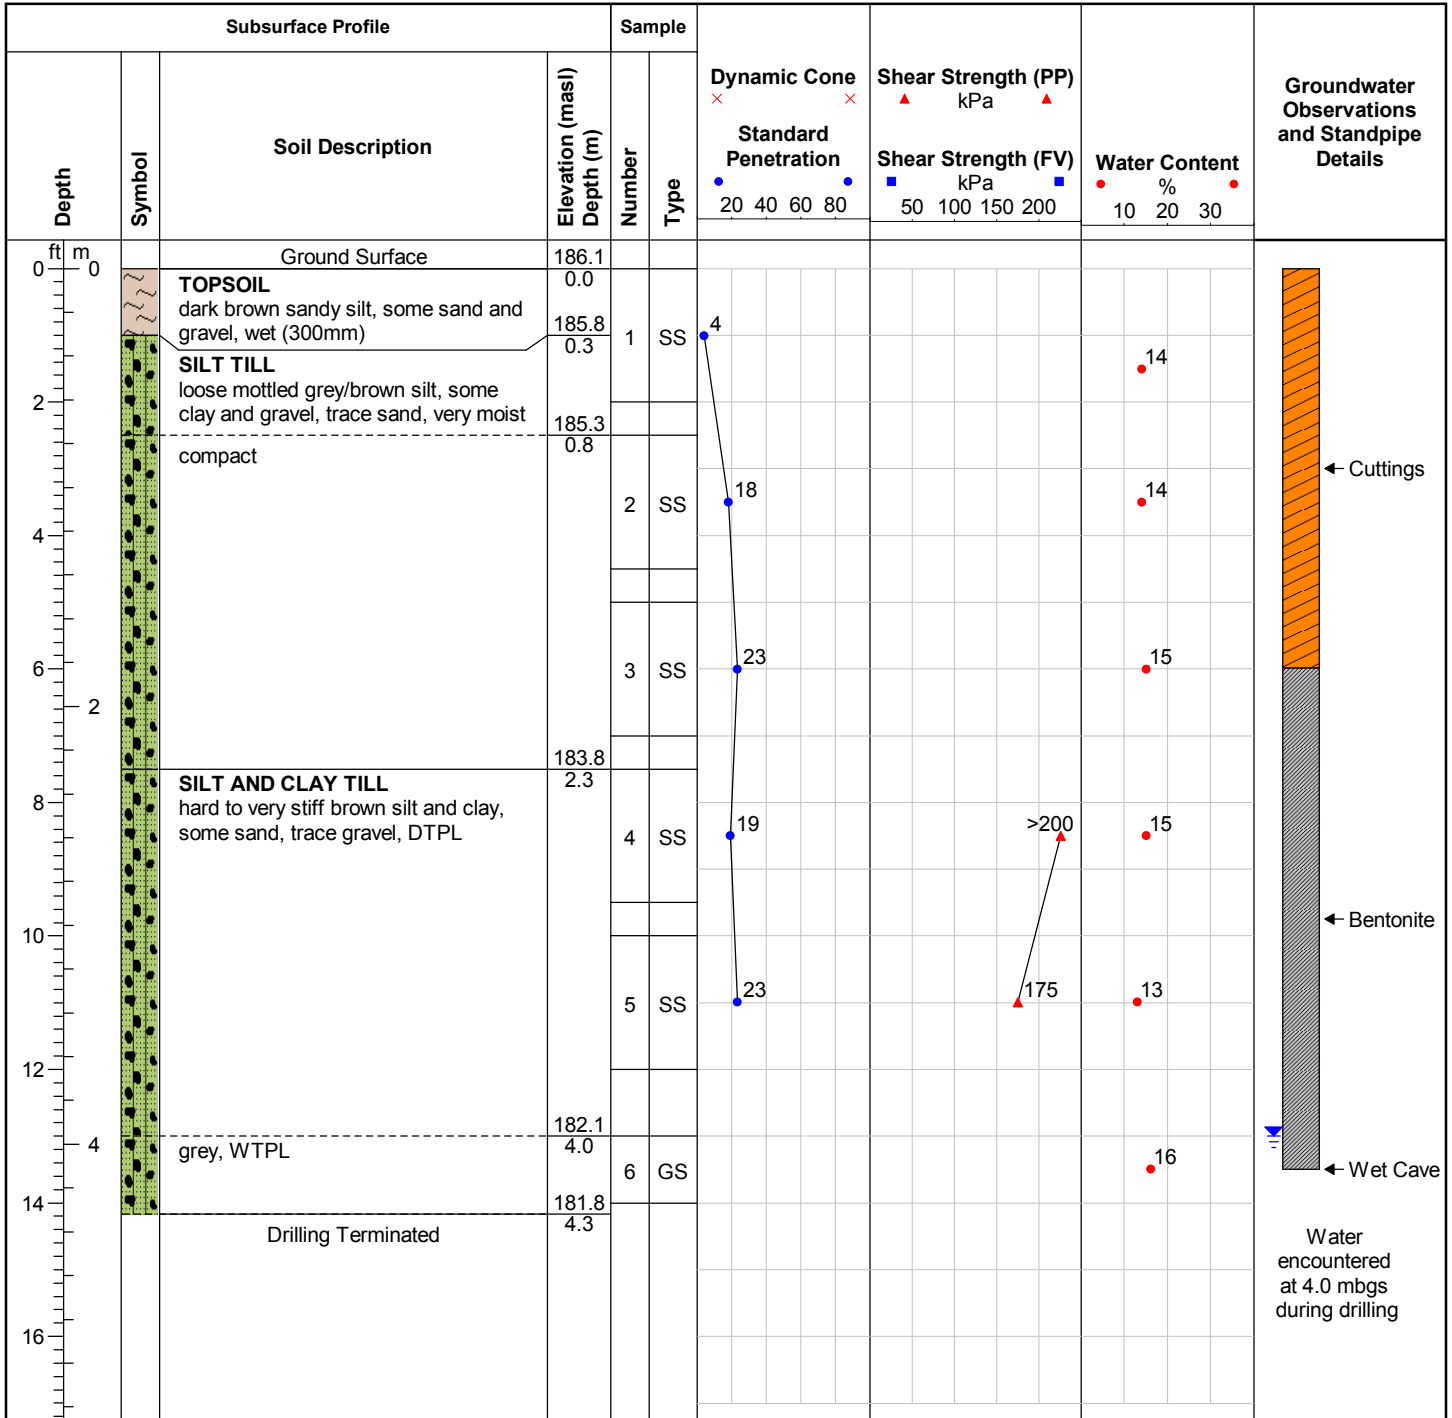 Subsurface Profile
Sample
Depth
Symbol
Soil Description
Elevation (masl)
Depth (m)
Number
Type
Dynamic Cone
Standard
Penetration
20 40 60 80
Shear Strength (PP)
kPa
Shear Strength (FV)
kPa
50 100 150 200
Water Content
%
10 20 30
Groundwater
Observations
and Standpipe
Details
ft m
Ground Surface
186.1
0 0
0.0
TOPSOIL
dark brown sandy silt, some sand and
gravel, wet (300mm)
185.8
0.3
1 SS
4
14
SILT TILL
loose mottled grey/brown silt, some
clay and gravel, trace sand, very moist
2
185.3
0.8
compact
Cuttings
2 SS
18
14
4
3 SS
23
15
6
2
183.8
2.3
SILT AND CLAY TILL
hard to very stiff brown silt and clay,
some sand, trace gravel, DTPL
8
4 SS
19
>200
15
10
Bentonite
5 SS
23
175
13
12
182.1
4.0
4
grey, WTPL
6 GS
16
Wet Cave
14
181.8
4.3
Drilling Terminated
Water
encountered
at 4.0 mbgs
during drilling
16